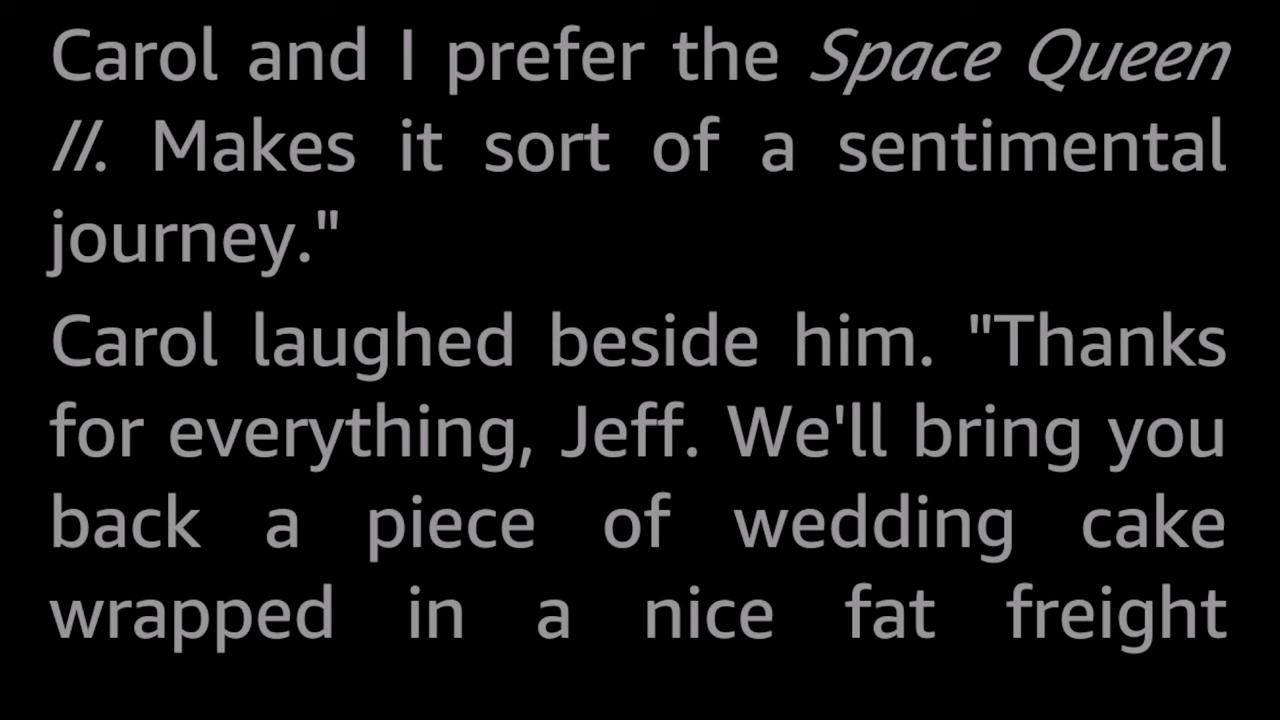 Carol and I prefer the Space Queen
II. Makes it sort of a sentimental
journey."
Carol laughed beside him. "Thanks
for everything, Jeff. We'll bring you
back a piece of wedding cake
wrapped in a nice fat freight